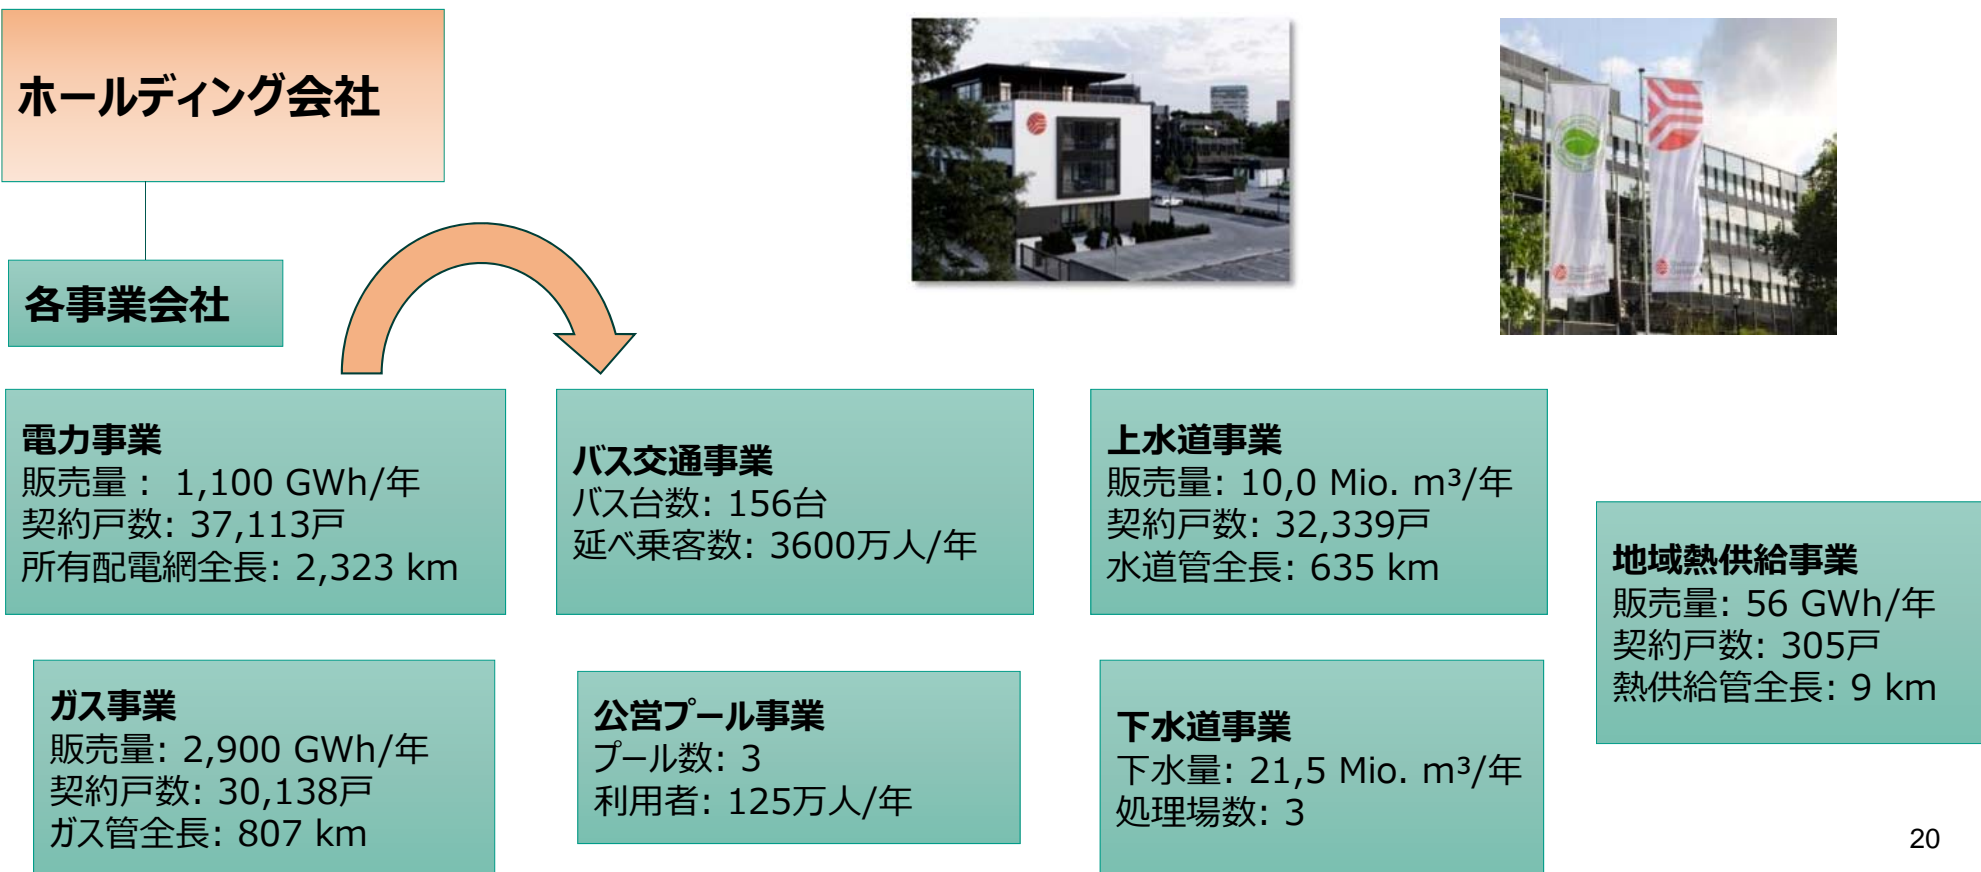 ホールディング会社
各事業会社
電力事業
販売量： 1,100 GWh/年
契約戸数: 37,113戸
所有配電網全長: 2,323 km
バス交通事業
バス台数: 156台
延べ乗客数: 3600万人/年
上水道事業
販売量: 10,0 Mio. m³/年
契約戸数: 32,339戸
水道管全長: 635 km
地域熱供給事業
販売量: 56 GWh/年
契約戸数: 305戸
熱供給管全長: 9 km
ガス事業
販売量: 2,900 GWh/年
契約戸数: 30,138戸
ガス管全長: 807 km
公営プール事業
プール数: 3
利用者: 125万人/年
下水道事業
下水量: 21,5 Mio. m³/年
処理場数: 3
20